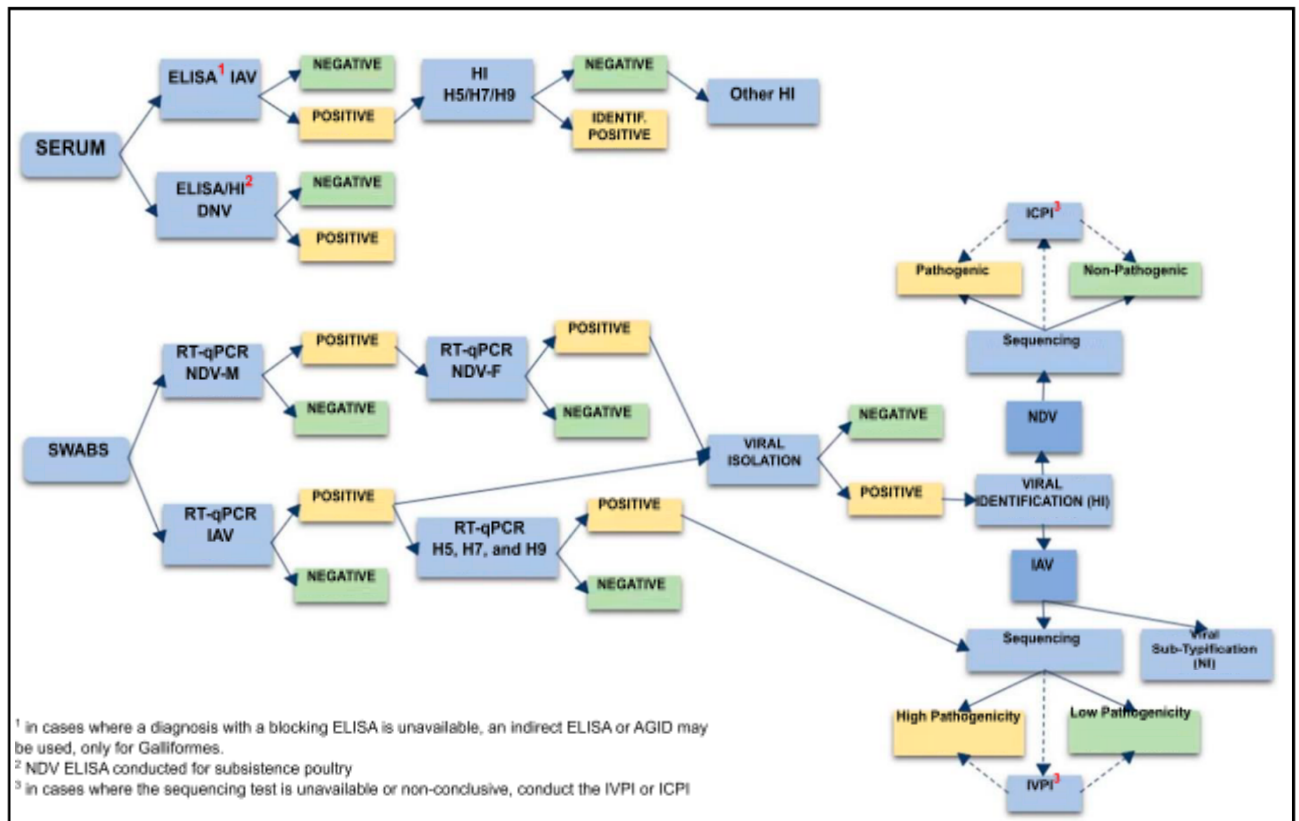 SERUM
ELISA¹ IAV
NEGATIVE
POSITIVE
HI
H5/H7/H9
NEGATIVE
IDENTIF.
POSITIVE
Other HI
ELISA/HI²
DNV
NEGATIVE
POSITIVE
SWABS
RT-qPCR
NDV-M
POSITIVE
NEGATIVE
RT-qPCR
NDV-F
POSITIVE
NEGATIVE
RT-qPCR
IAV
POSITIVE
NEGATIVE
RT-qPCR
H5, H7, and H9
POSITIVE
NEGATIVE
VIRAL
ISOLATION
NEGATIVE
POSITIVE
ICPI³
Pathogenic
Non-Pathogenic
Sequencing
NDV
VIRAL
IDENTIFICATION (HI)
IAV
Sequencing
Viral
Sub-Typification
(NI)
High Pathogenicity
Low Pathogenicity
IVPI³
¹ in cases where a diagnosis with a blocking ELISA is unavailable, an indirect ELISA or AGID may
be used, only for Galliformes.
² NDV ELISA conducted for subsistence poultry
³ in cases where the sequencing test is unavailable or non-conclusive, conduct the IVPI or ICPI